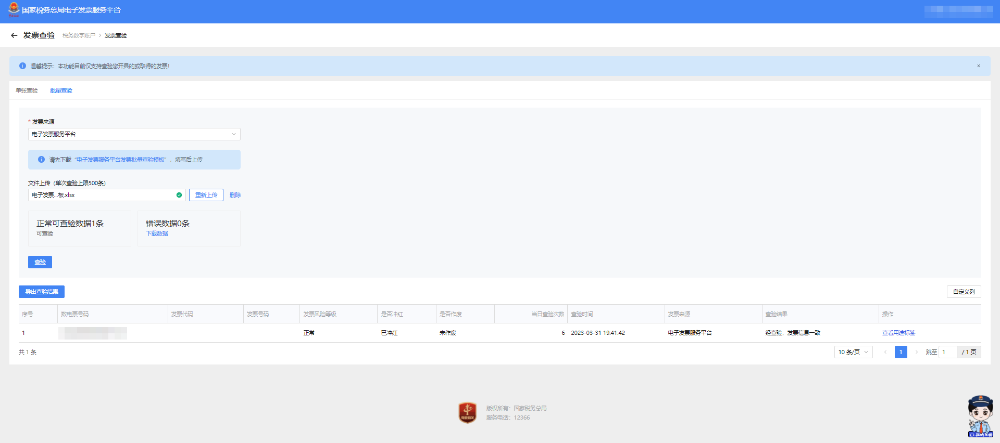 国家税务总局电子发票服务平台
发票查验 税务数字账户 > 发票查验
温馨提示：本功能目前仅支持查验您开具的或取得的发票！ ×
单张查验 批量查验
* 发票来源
电子发票服务平台
请先下载 “电子发票服务平台发票批量查验模板” ，填写后上传
文件上传（单次查验上限500条）
电子发票...板.xlsx 重新上传 删除
正常可查验数据1条 错误数据0条
可查验 下载数据
查验
导出查验结果 自定义列
序号 数电票号码 发票代码 发票号码 发票风险等级 是否冲红 是否作废 当日查验次数 查验时间 发票来源 查验结果 操作
1 正常 已冲红 未作废 6 2023-03-31 19:41:42 电子发票服务平台 经查验，发票信息一致 查看用途标签
共 1 条 10 条/页 < 1 > 跳至 1 / 1 页
版权所有：国家税务总局
服务电话：12366